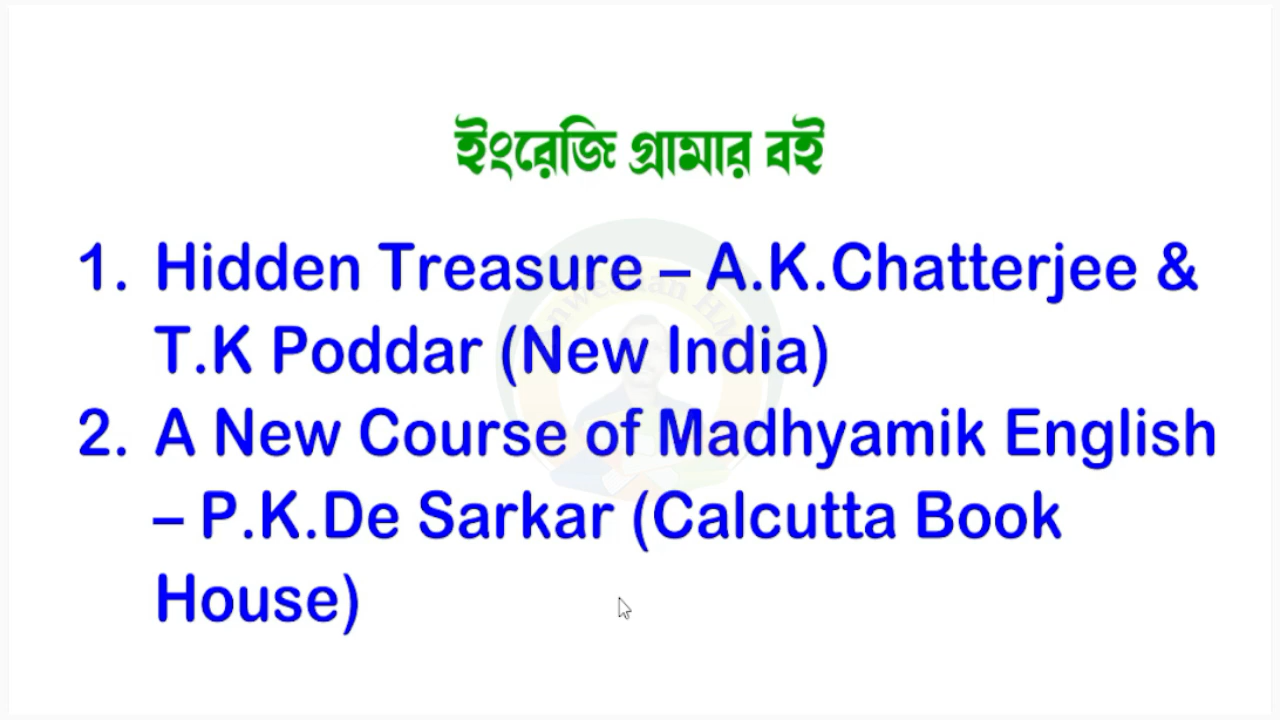 ইংরেজি গ্রামার বই
1. Hidden Treasure – A.K.Chatterjee &
T.K Poddar (New India)
2. A New Course of Madhyamik English
– P.K.De Sarkar (Calcutta Book
House)